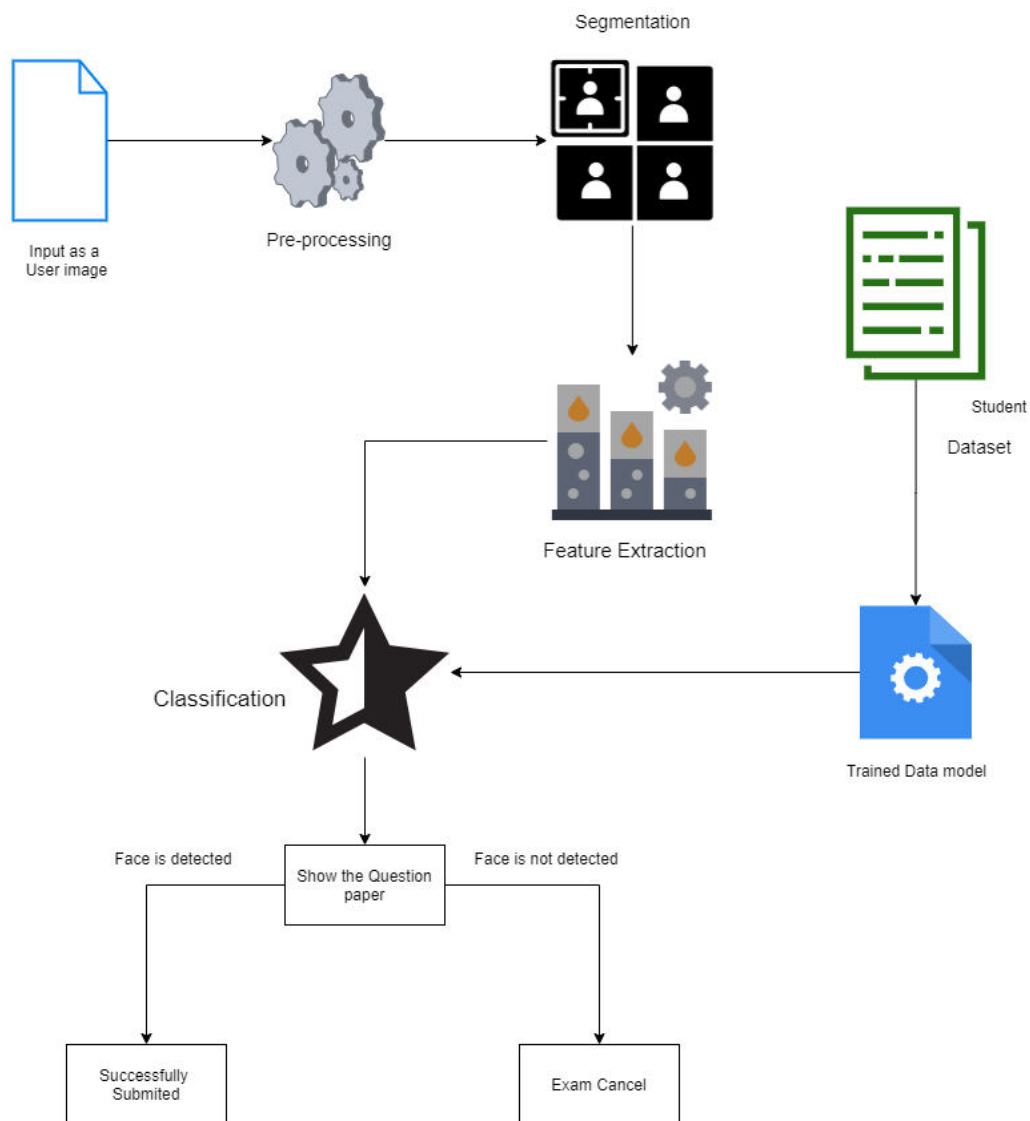 Segmentation
Input as a
User image
Pre-processing
Student
Dataset
Feature Extraction
Classification
Trained Data model
Face is detected
Face is not detected
Show the Question
paper
Successfully
Submited
Exam Cancel